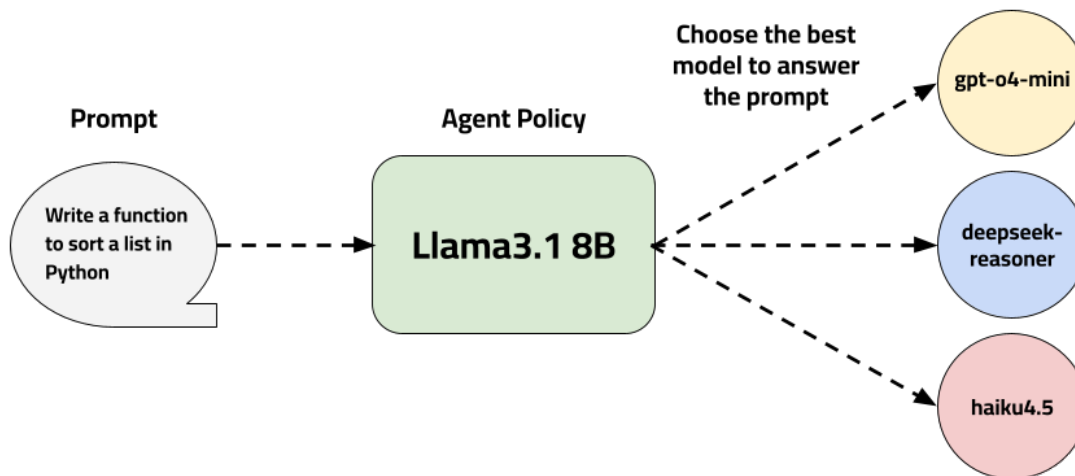 Prompt
Write a function
to sort a list in
Python
Agent Policy
Llama3.1 8B
Choose the best
model to answer
the prompt
gpt-o4-mini
deepseek-
reasoner
haiku4.5